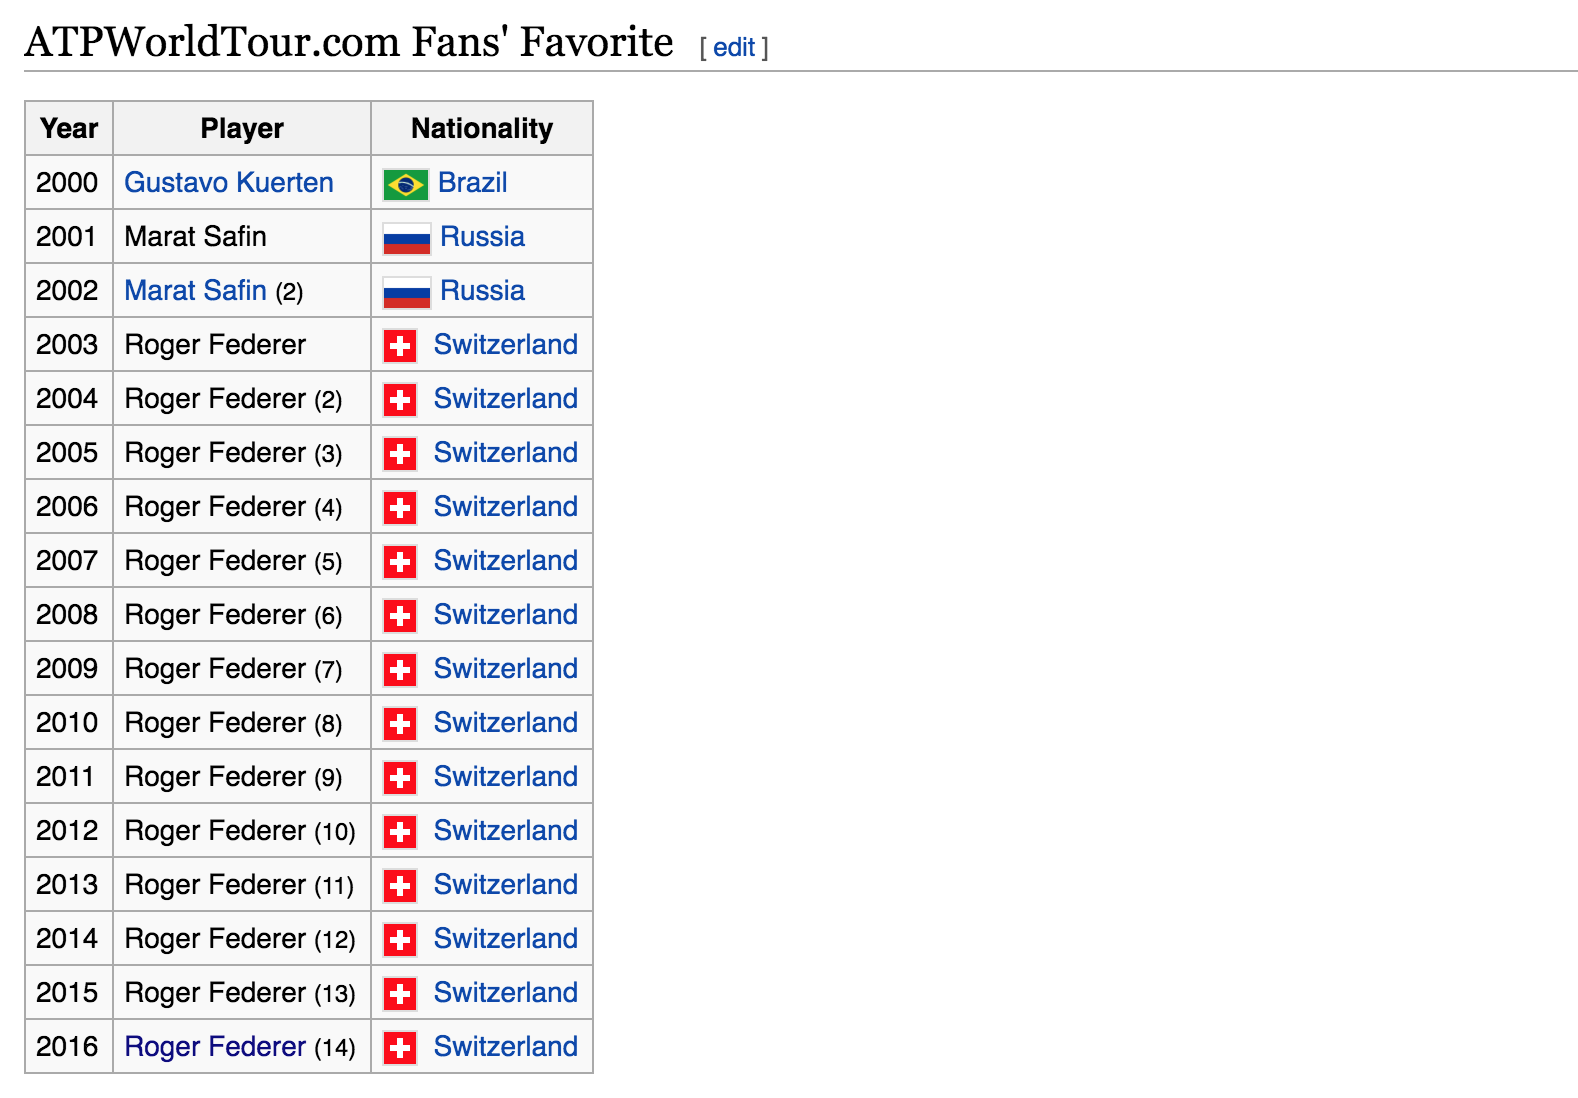 ATPWorldTour.com Fans' Favorite [ edit ]
Year Player Nationality
2000 Gustavo Kuerten Brazil
2001 Marat Safin Russia
2002 Marat Safin (2) Russia
2003 Roger Federer Switzerland
2004 Roger Federer (2) Switzerland
2005 Roger Federer (3) Switzerland
2006 Roger Federer (4) Switzerland
2007 Roger Federer (5) Switzerland
2008 Roger Federer (6) Switzerland
2009 Roger Federer (7) Switzerland
2010 Roger Federer (8) Switzerland
2011 Roger Federer (9) Switzerland
2012 Roger Federer (10) Switzerland
2013 Roger Federer (11) Switzerland
2014 Roger Federer (12) Switzerland
2015 Roger Federer (13) Switzerland
2016 Roger Federer (14) Switzerland